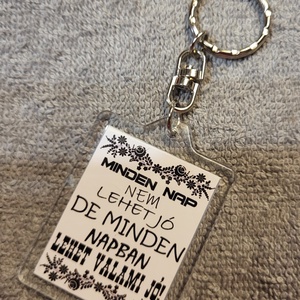 MINDEN NAP
NEM
LEHET JÓ
DE MINDEN
NAPBAN
LEHET VALAMI JÓ!